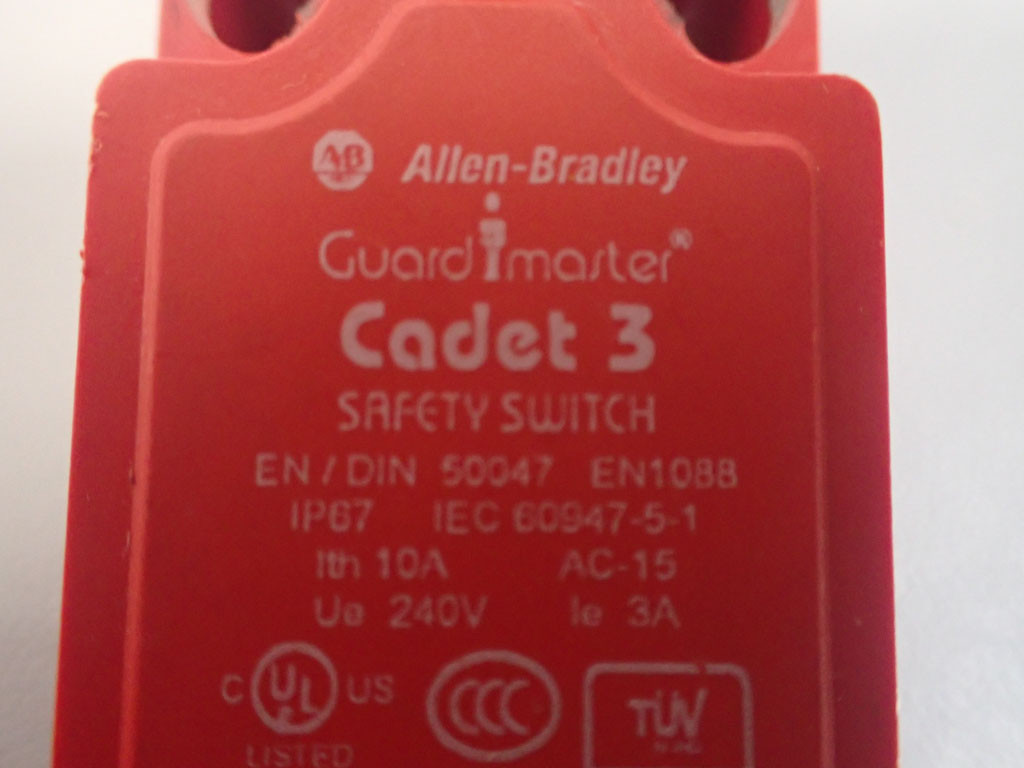 AB Allen-Bradley
Guardmaster®
Cadet 3
SAFETY SWITCH
EN / DIN 50047 EN1088
IP67 IEC 60947-5-1
Ith 10A AC-15
Ue 240V Ie 3A
C UL US CCC TÜV
LISTED